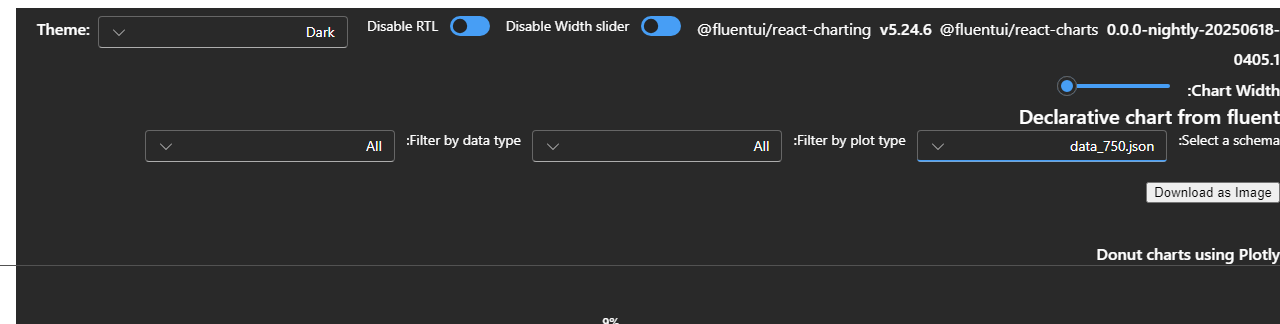 Theme: Dark Disable RTL Disable Width slider @fluentui/react-charting v5.24.6 @fluentui/react-charts 0.0.0-nightly-20250618-
0405.1
:Chart Width
Declarative chart from fluent
:Select a schema data_750.json :Filter by plot type All :Filter by data type All
Download as Image
Donut charts using Plotly
9%